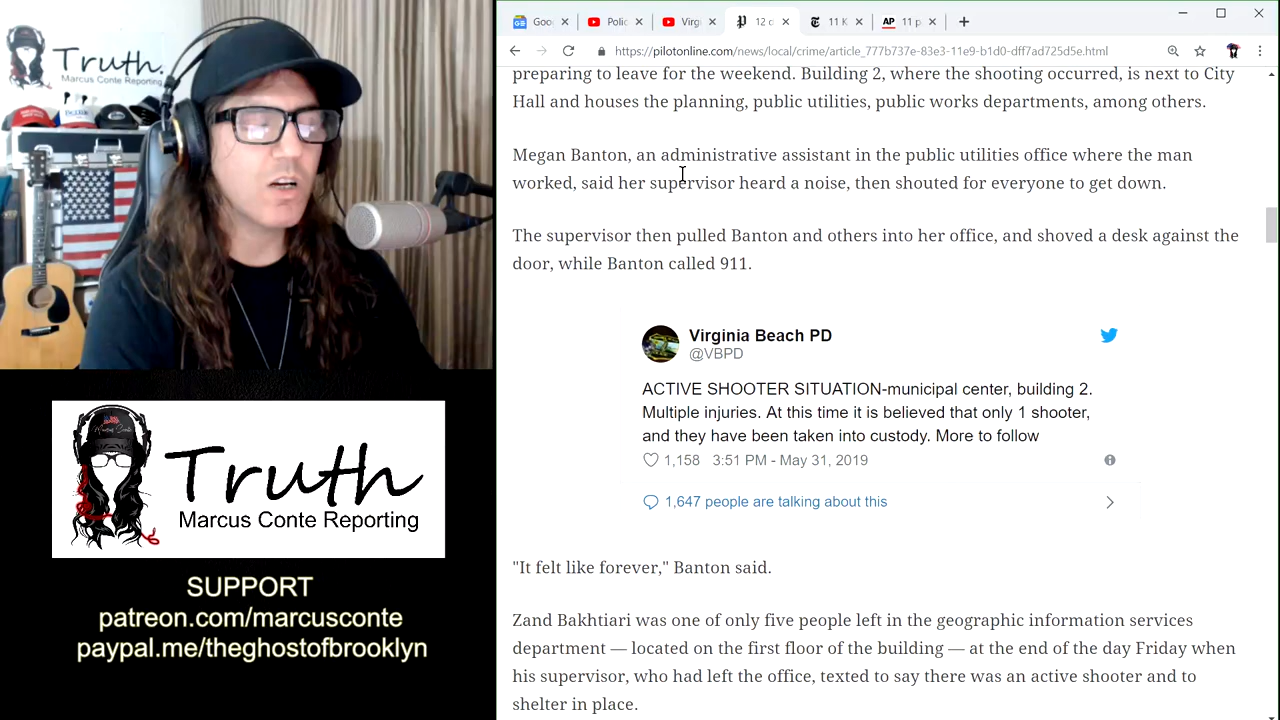 Truth.
Marcus Conte Reporting
Truth
Marcus Conte Reporting
SUPPORT
patreon.com/marcusconte
paypal.me/theghostofbrooklyn
Goo
Polic
Virgi
12 d
11 K
AP 11 p
https://pilotonline.com/news/local/crime/article_777b737e-83e3-11e9-b1d0-dff7ad725d5e.html
preparing to leave for the weekend. Building 2, where the shooting occurred, is next to City
Hall and houses the planning, public utilities, public works departments, among others.
Megan Banton, an administrative assistant in the public utilities office where the man
worked, said her supervisor heard a noise, then shouted for everyone to get down.
The supervisor then pulled Banton and others into her office, and shoved a desk against the
door, while Banton called 911.
Virginia Beach PD
@VBPD
ACTIVE SHOOTER SITUATION-municipal center, building 2.
Multiple injuries. At this time it is believed that only 1 shooter,
and they have been taken into custody. More to follow
1,158 3:51 PM - May 31, 2019
1,647 people are talking about this
"It felt like forever," Banton said.
Zand Bakhtiari was one of only five people left in the geographic information services
department — located on the first floor of the building — at the end of the day Friday when
his supervisor, who had left the office, texted to say there was an active shooter and to
shelter in place.